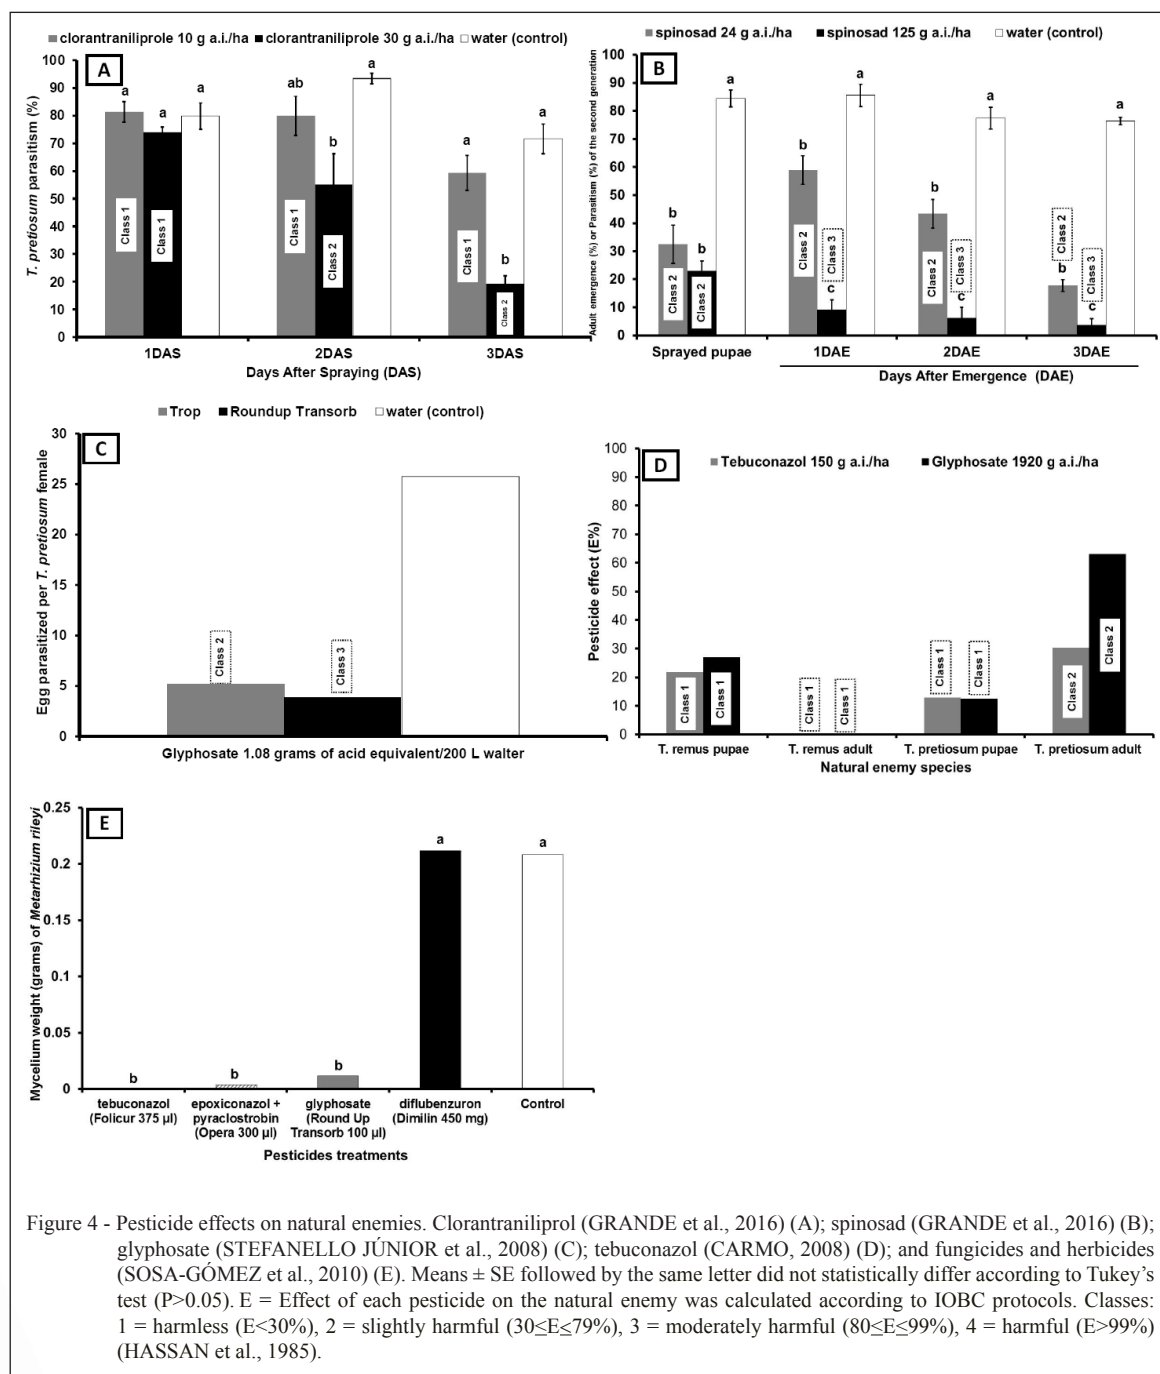 clorantraniliprole 10 g a.i./ha clorantraniliprole 30 g a.i./ha water (control)
A
T. pretiosum parasitism (%)
100
90
80
70
60
50
40
30
20
10
0
a a a
ab b a
a b a
Class 1 Class 1
Class 1 Class 2
Class 1 Class 2
1DAS 2DAS 3DAS
Days After Spraying (DAS)
spinosad 24 g a.i./ha spinosad 125 g a.i./ha water (control)
B
Adult emergence (%) or Parasitism (%) of the second generation
100
90
80
70
60
50
40
30
20
10
0
b b a
b c a
b c a
b c a
Class 2 Class 2
Class 2 Class 3
Class 2 Class 3
Class 2 Class 3
Sprayed pupae 1DAE 2DAE 3DAE
Days After Emergence (DAE)
Trop Roundup Transorb water (control)
C
Egg parasitized per T. pretiosum female
30
25
20
15
10
5
0
Class 2 Class 3
Glyphosate 1.08 grams of acid equivalent/200 L walter
D
Tebuconazol 150 g a.i./ha Glyphosate 1920 g a.i./ha
Pesticide effect (E%)
100
90
80
70
60
50
40
30
20
10
0
Class 1 Class 1
Class 1 Class 1
Class 1 Class 1
Class 2 Class 2
T. remus pupae T. remus adult T. pretiosum pupae T. pretiosum adult
Natural enemy species
E
Mycelium weight (grams) of Metarhizium rileyi
0.25
0.2
0.15
0.1
0.05
0
b b b a a
tebuconazol epoxiconazol + glyphosate diflubenzuron Control
(Folicur 375 µl) pyraclostrobin (Round Up (Dimilin 450 mg)
(Opera 300 µl) Transorb 100 µl)
Pesticides treatments
Figure 4 - Pesticide effects on natural enemies. Clorantraniliprol (GRANDE et al., 2016) (A); spinosad (GRANDE et al., 2016) (B);
glyphosate (STEFANELLO JÚNIOR et al., 2008) (C); tebuconazol (CARMO, 2008) (D); and fungicides and herbicides
(SOSA-GÓMEZ et al., 2010) (E). Means ± SE followed by the same letter did not statistically differ according to Tukey's
test (P>0.05). E = Effect of each pesticide on the natural enemy was calculated according to IOBC protocols. Classes:
1 = harmless (E<30%), 2 = slightly harmful (30≤E≤79%), 3 = moderately harmful (80≤E≤99%), 4 = harmful (E>99%)
(HASSAN et al., 1985).